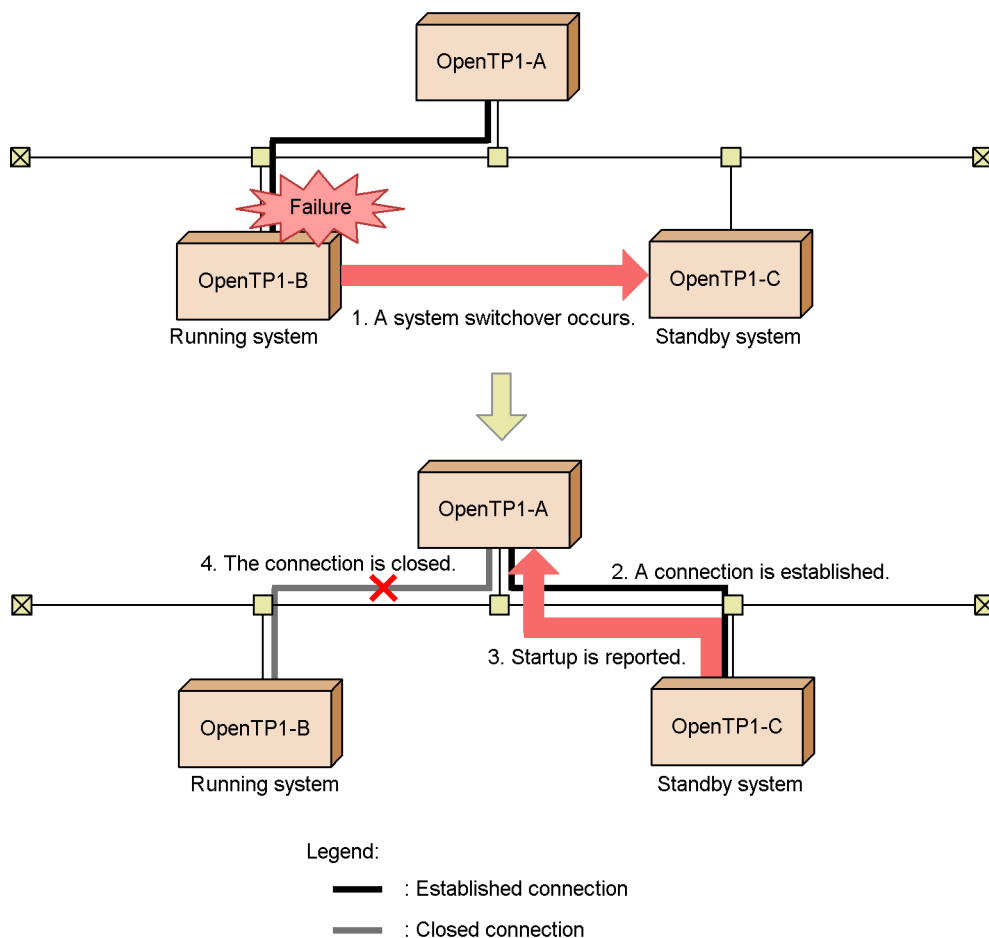 OpenTP1-A
Failure
OpenTP1-B
OpenTP1-C
1. A system switchover occurs.
Running system
Standby system
OpenTP1-A
4. The connection is closed.
2. A connection is established.
3. Startup is reported.
OpenTP1-B
OpenTP1-C
Running system
Standby system
Legend:
: Established connection
: Closed connection